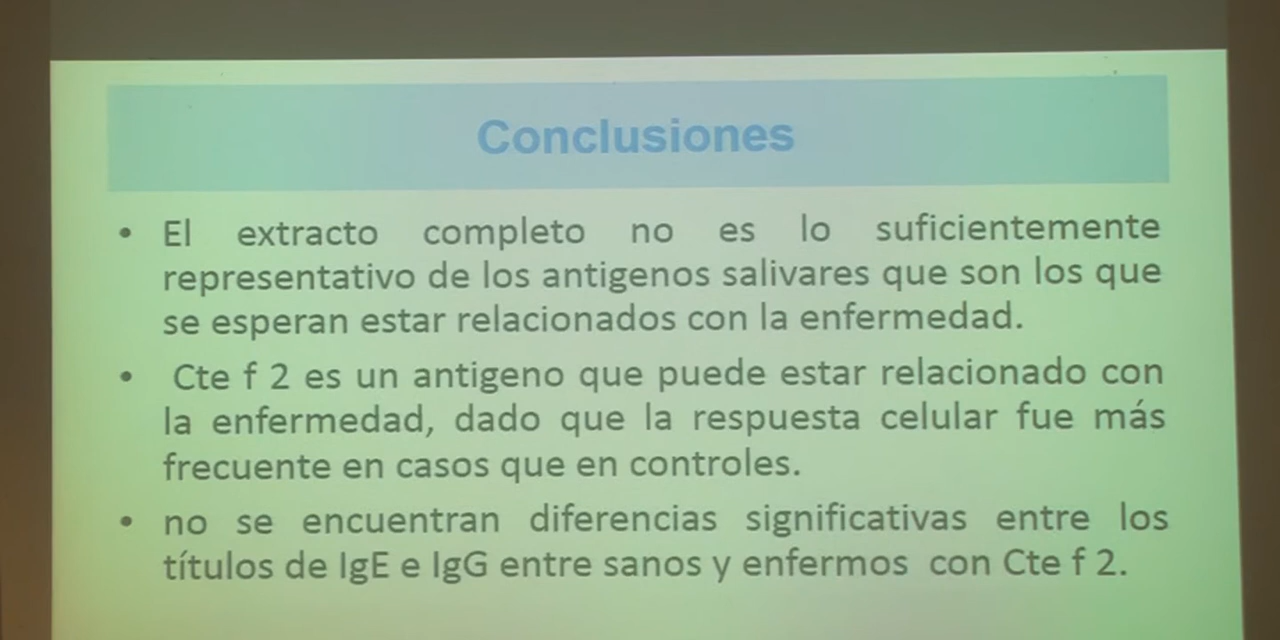 Conclusiones
• El extracto completo no es lo suficientemente
representativo de los antigenos salivares que son los que
se esperan estar relacionados con la enfermedad.
• Cte f 2 es un antigeno que puede estar relacionado con
la enfermedad, dado que la respuesta celular fue más
frecuente en casos que en controles.
• no se encuentran diferencias significativas entre los
títulos de IgE e IgG entre sanos y enfermos con Cte f 2.